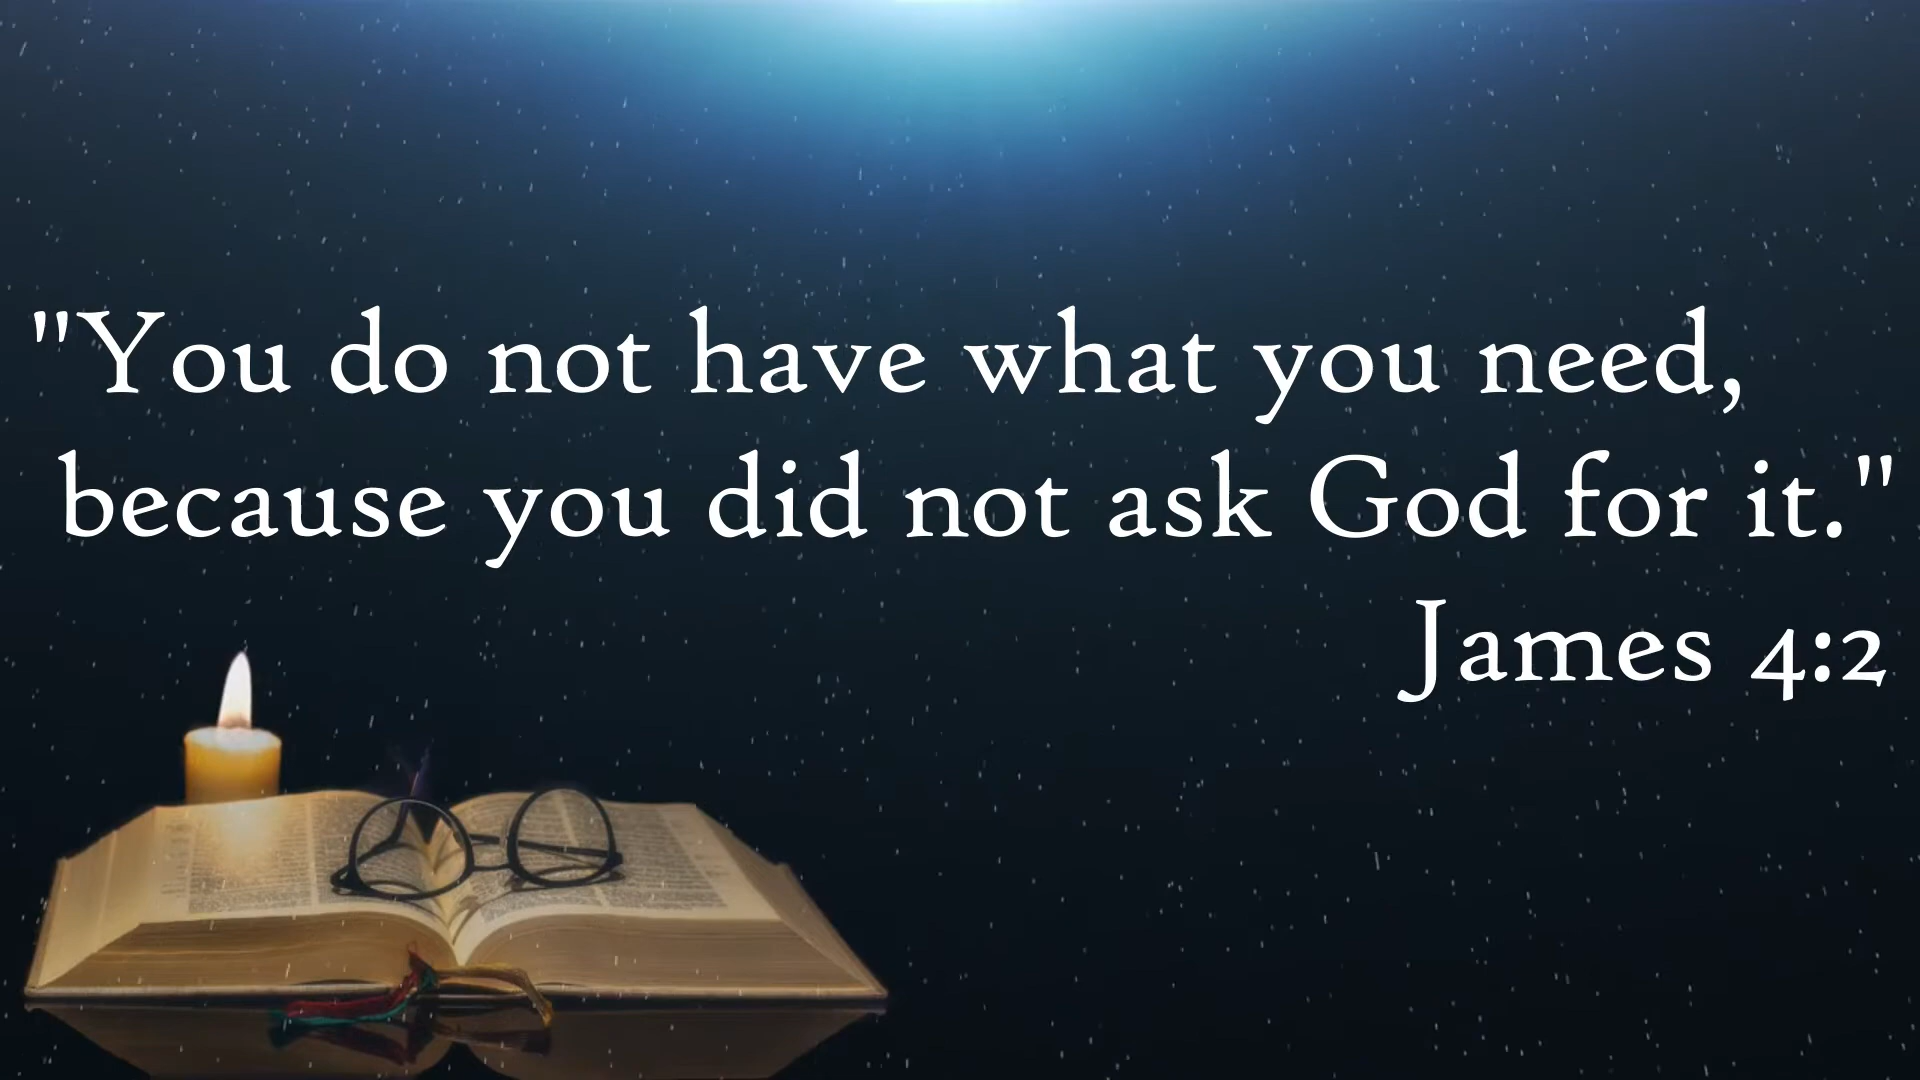 "You do not have what you need,
because you did not ask God for it."
James 4:2